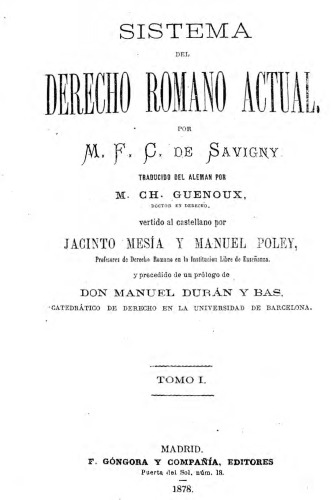 SISTEMA
DEL
DERECHO ROMANO ACTUAL.
POR
M. F. C. DE SAVIGNY
TRADUCIDO DEL ALEMAN POR
M. CH. GUENOUX,
DOCTOR EN DERECHO,
vertido al castellano por
JACINTO MESÍA Y MANUEL POLEY,
Profesores de Derecho Romano en la Institucion Libre de Enseñanza.
y precedido de un prólogo de
DON MANUEL DURÁN Y BAS,
CATEDRÁTICO DE DERECHO EN LA UNIVERSIDAD DE BARCELONA.
TOMO I.
MADRID.
F. GÓNGORA Y COMPAÑÍA, EDITORES
Puerta del Sol, núm. 13.
1878.